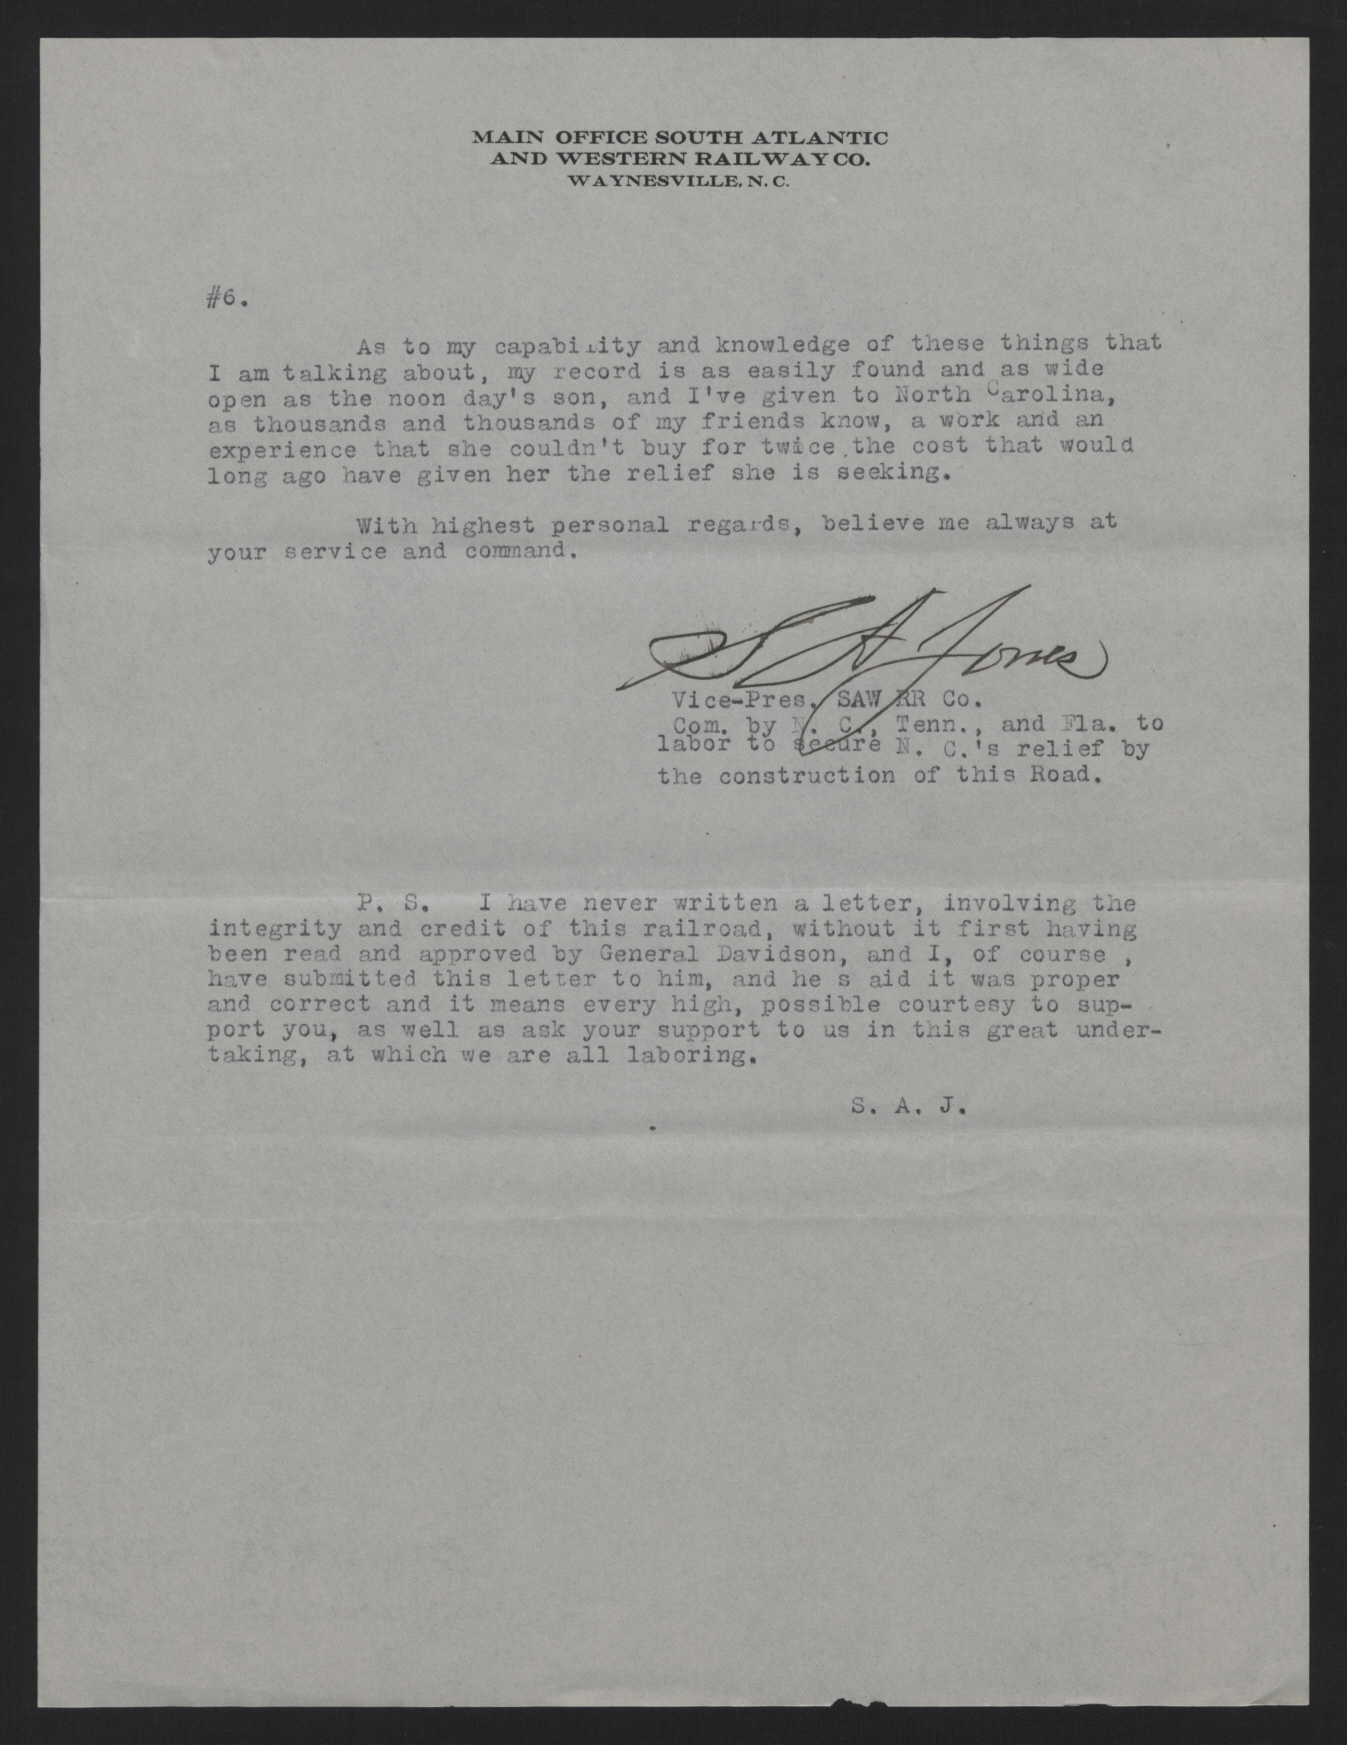 MAIN OFFICE SOUTH ATLANTIC
AND WESTERN RAILWAY CO.
WAYNESVILLE, N. C.
#6.
As to my capability and knowledge of these things that
I am talking about, my record is as easily found and as wide
open as the noon day's son, and I've given to North Carolina,
as thousands and thousands of my friends know, a work and an
experience that she couldn't buy for twice the cost that would
long ago have given her the relief she is seeking.
With highest personal regards, believe me always at
your service and command.
S A Jones
Vice-Pres. SAW RR Co.
Com. by N. C., Tenn., and Fla. to
labor to secure N. C.'s relief by
the construction of this Road.
P. S. I have never written a letter, involving the
integrity and credit of this railroad, without it first having
been read and approved by General Davidson, and I, of course ,
have submitted this letter to him, and he s aid it was proper
and correct and it means every high, possible courtesy to sup-
port you, as well as ask your support to us in this great under-
taking, at which we are all laboring.
S. A. J.